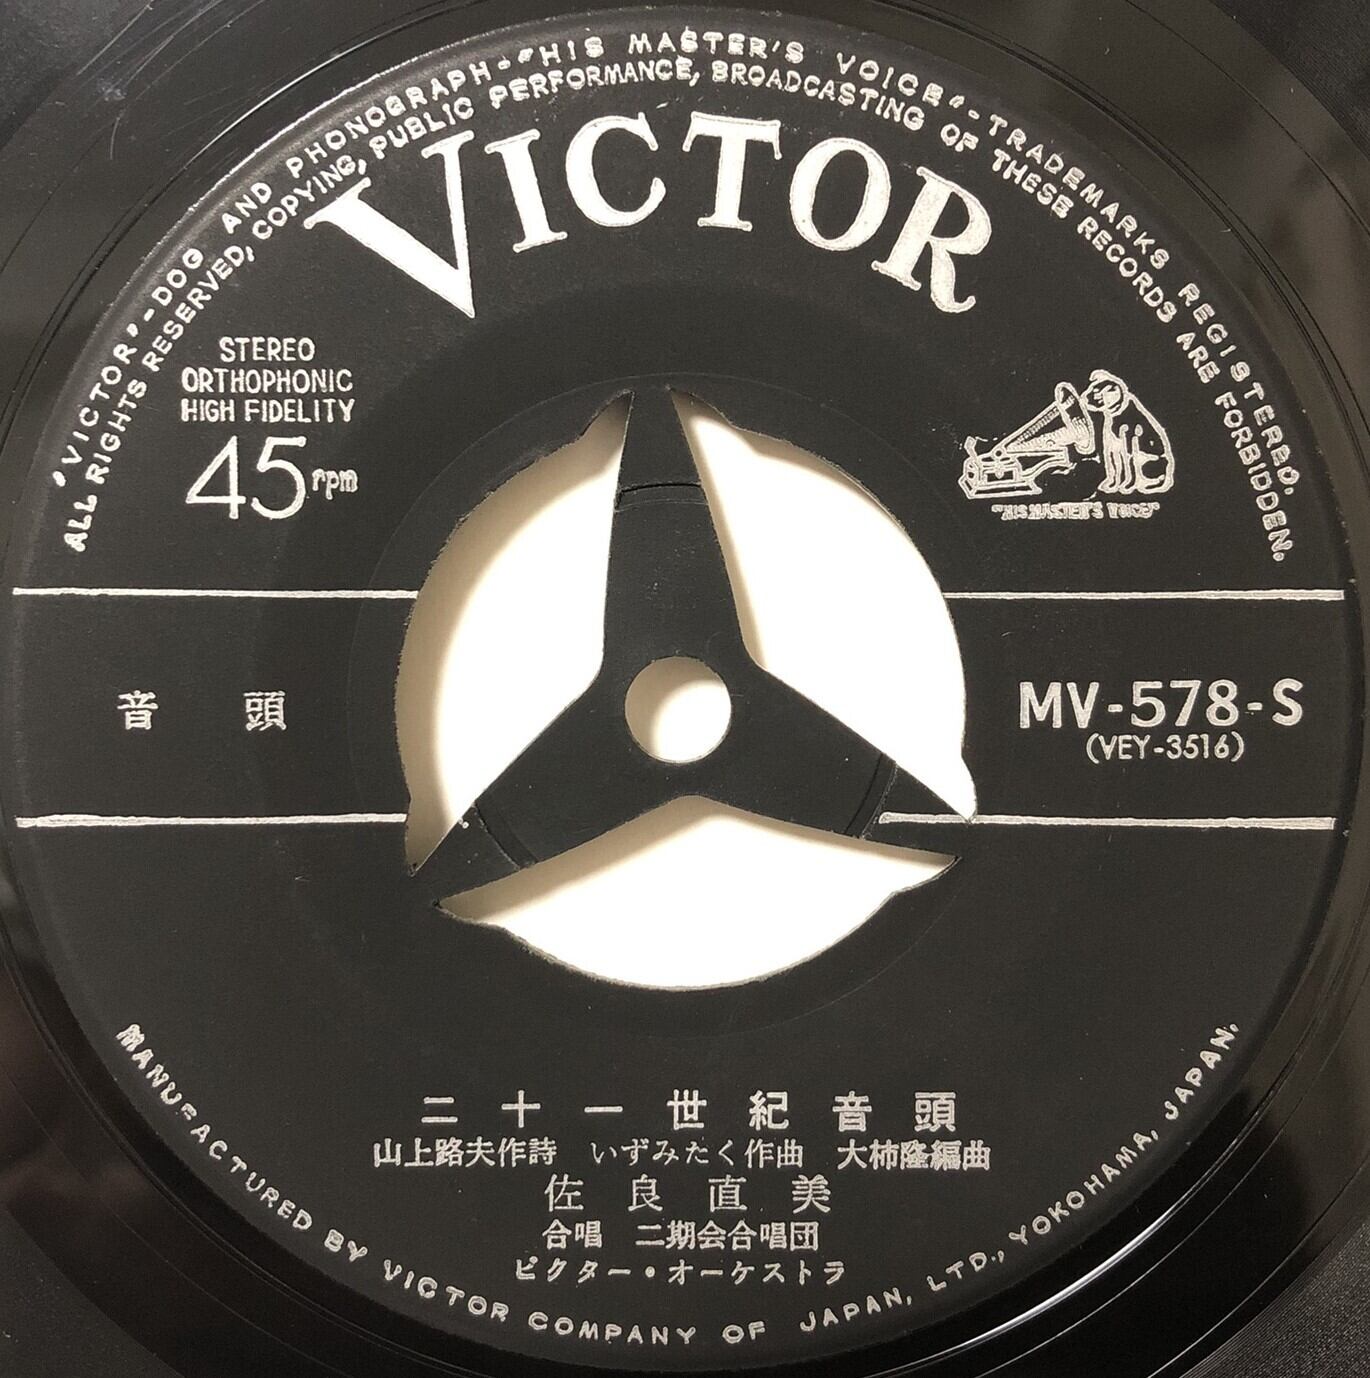 "VICTOR"-DOG AND PHONOGRAPH-"HIS MASTER'S VOICE"-TRADEMARKS REGISTERED.
ALL RIGHTS RESERVED, COPYING, PUBLIC PERFORMANCE, BROADCASTING OF THESE RECORDS ARE FORBIDDEN.
VICTOR
STEREO
ORTHOPHONIC
HIGH FIDELITY
45rpm
"HIS MASTER'S VOICE"
音頭
MV-578-S
(VEY-3516)
二十一世紀音頭
山上路夫作詩 いずみたく作曲 大柿隆編曲
佐良直美
合唱 二期会合唱団
ビクター・オーケストラ
MANUFACTURED BY VICTOR COMPANY OF JAPAN, LTD., YOKOHAMA, JAPAN.